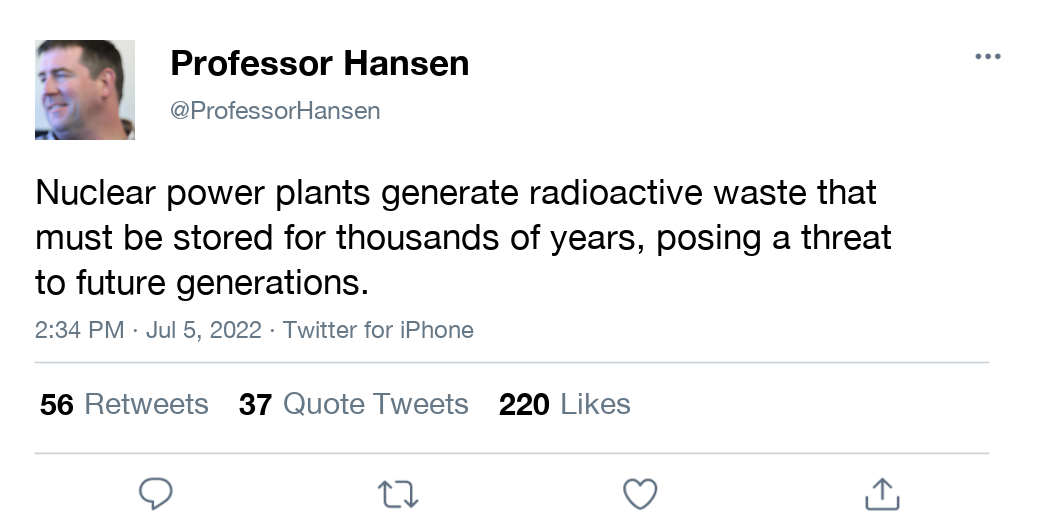 Professor Hansen
@ProfessorHansen
Nuclear power plants generate radioactive waste that
must be stored for thousands of years, posing a threat
to future generations.
2:34 PM · Jul 5, 2022 · Twitter for iPhone
56 Retweets 37 Quote Tweets 220 Likes